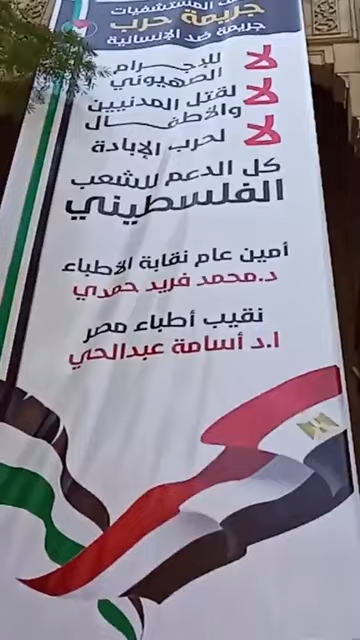 المستشفيات
جريمة حرب
جريمة ضد الإنسانية
لا للإجرام
الصهيوني
لا لقتل المدنيين
والأطفال
لا لحرب الإبادة
كل الدعم للشعب
الفلسطيني
أمين عام نقابة الأطباء
د.محمد فريد حمدي
نقيب أطباء مصر
ا.د أسامة عبدالحي